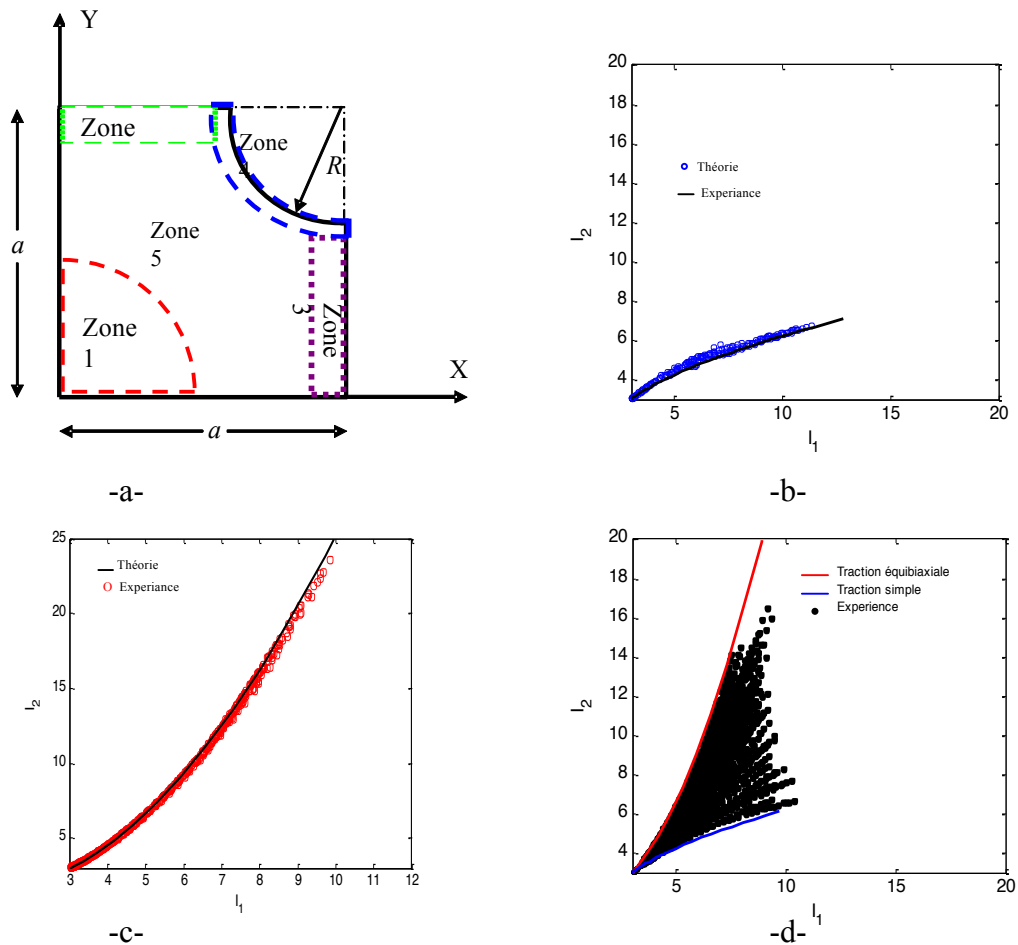 Y
Zone
Zone
4
R
a
Zone
5
Zone
3
Zone
1
X
a
-a-
20
18
16
14
12
10
8
6
4
I2
Théorie
Experiance
5
10
15
20
I1
-b-
25
20
15
10
5
I2
Théorie
Experiance
3
4
5
6
7
8
9
10
11
12
I1
-c-
20
18
16
14
12
10
8
6
4
I2
Traction équibiaxiale
Traction simple
Experience
5
10
15
20
I1
-d-